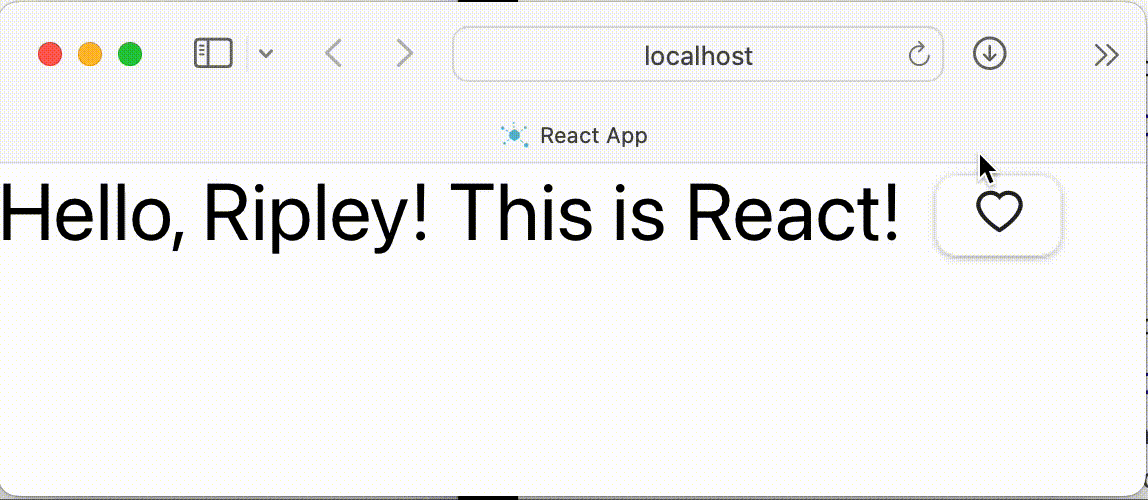 localhost
React App
Hello, Ripley! This is React!